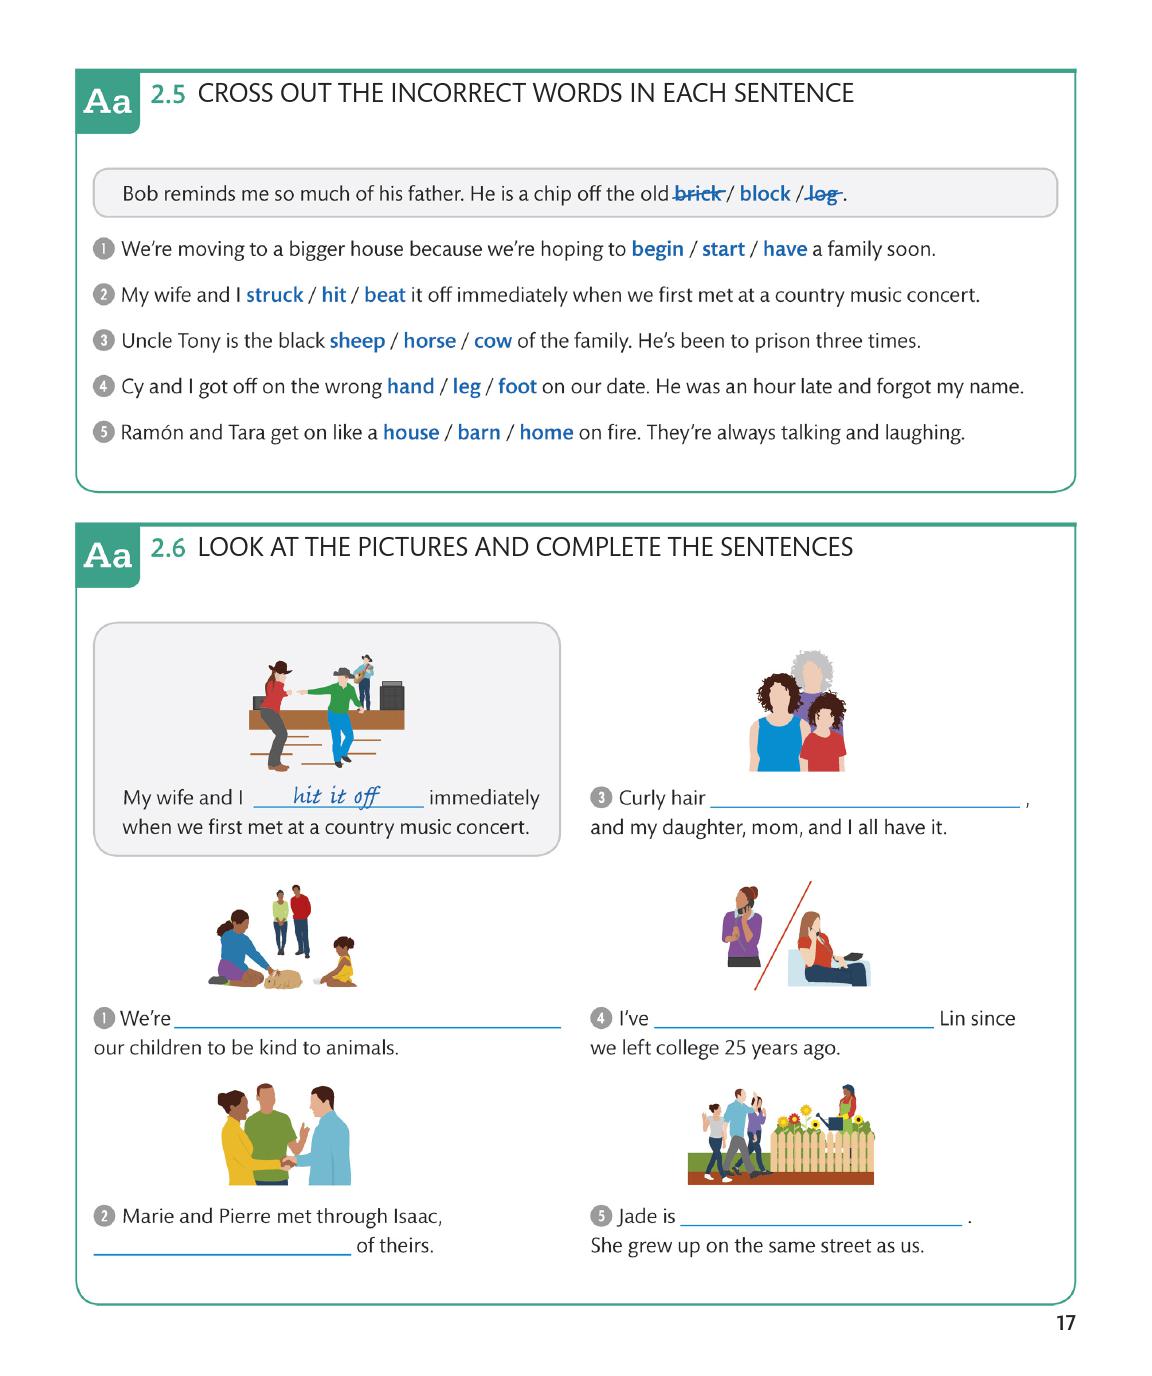 Aa 2.5 CROSS OUT THE INCORRECT WORDS IN EACH SENTENCE
Bob reminds me so much of his father. He is a chip off the old brick / block / log .
1 We're moving to a bigger house because we're hoping to begin / start / have a family soon.
2 My wife and I struck / hit / beat it off immediately when we first met at a country music concert.
3 Uncle Tony is the black sheep / horse / cow of the family. He's been to prison three times.
4 Cy and I got off on the wrong hand / leg / foot on our date. He was an hour late and forgot my name.
5 Ramón and Tara get on like a house / barn / home on fire. They're always talking and laughing.
Aa 2.6 LOOK AT THE PICTURES AND COMPLETE THE SENTENCES
My wife and I hit it off immediately
when we first met at a country music concert.
1 We're
our children to be kind to animals.
2 Marie and Pierre met through Isaac,
of theirs.
3 Curly hair ,
and my daughter, mom, and I all have it.
4 I've Lin since
we left college 25 years ago.
5 Jade is .
She grew up on the same street as us.
17